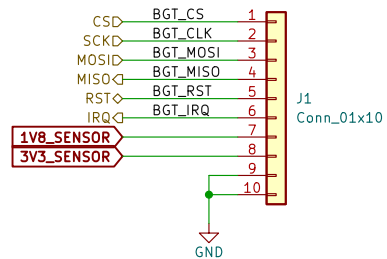 CS BGT_CS 1
SCK BGT_CLK 2
MOSI BGT_MOSI 3
MISO BGT_MISO 4
RST BGT_RST 5
IRQ BGT_IRQ 6
1V8_SENSOR 7
3V3_SENSOR 8
9
10
J1
Conn_01x10
GND